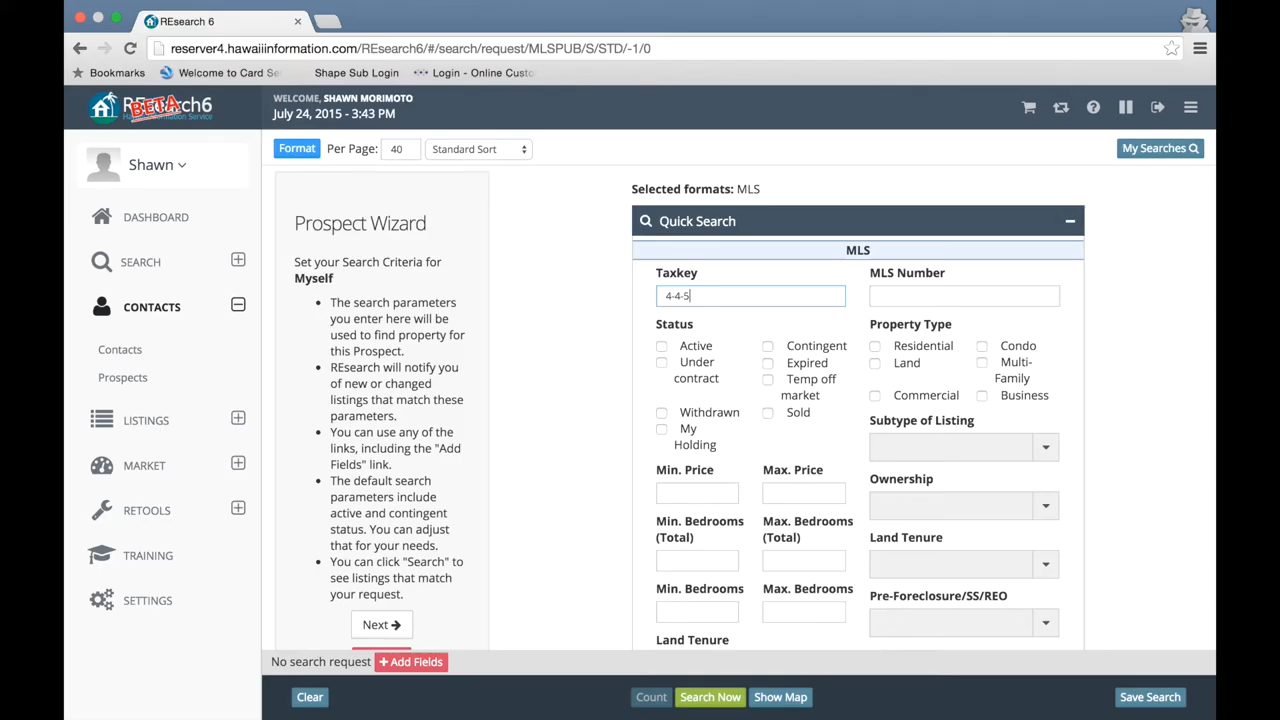 REsearch 6
reserver4.hawaiiinformation.com/REsearch6/#/search/request/MLSPUB/S/STD/-1/0
Bookmarks
Welcome to Card Se
Shape Sub Login
Login - Online Custo
REsearch6
BETA
WELCOME, SHAWN MORIMOTO
July 24, 2015 - 3:43 PM
Shawn
DASHBOARD
SEARCH
CONTACTS
Contacts
Prospects
LISTINGS
MARKET
RETOOLS
TRAINING
SETTINGS
Format
Per Page:
40
Standard Sort
My Searches
Prospect Wizard
Set your Search Criteria for
Myself
• The search parameters
you enter here will be
used to find property for
this Prospect.
• REsearch will notify you
of new or changed
listings that match these
parameters.
• You can use any of the
links, including the "Add
Fields" link.
• The default search
parameters include
active and contingent
status. You can adjust
that for your needs.
• You can click "Search" to
see listings that match
your request.
Next
Selected formats: MLS
Quick Search
MLS
Taxkey
MLS Number
4-4-5
Status
Property Type
Active
Contingent
Residential
Condo
Under
contract
Expired
Land
Multi-
Family
Temp off
market
Commercial
Business
Withdrawn
Sold
My
Holding
Subtype of Listing
Min. Price
Max. Price
Ownership
Min. Bedrooms
(Total)
Max. Bedrooms
(Total)
Land Tenure
Min. Bedrooms
Max. Bedrooms
Pre-Foreclosure/SS/REO
Land Tenure
No search request
+ Add Fields
Clear
Count
Search Now
Show Map
Save Search